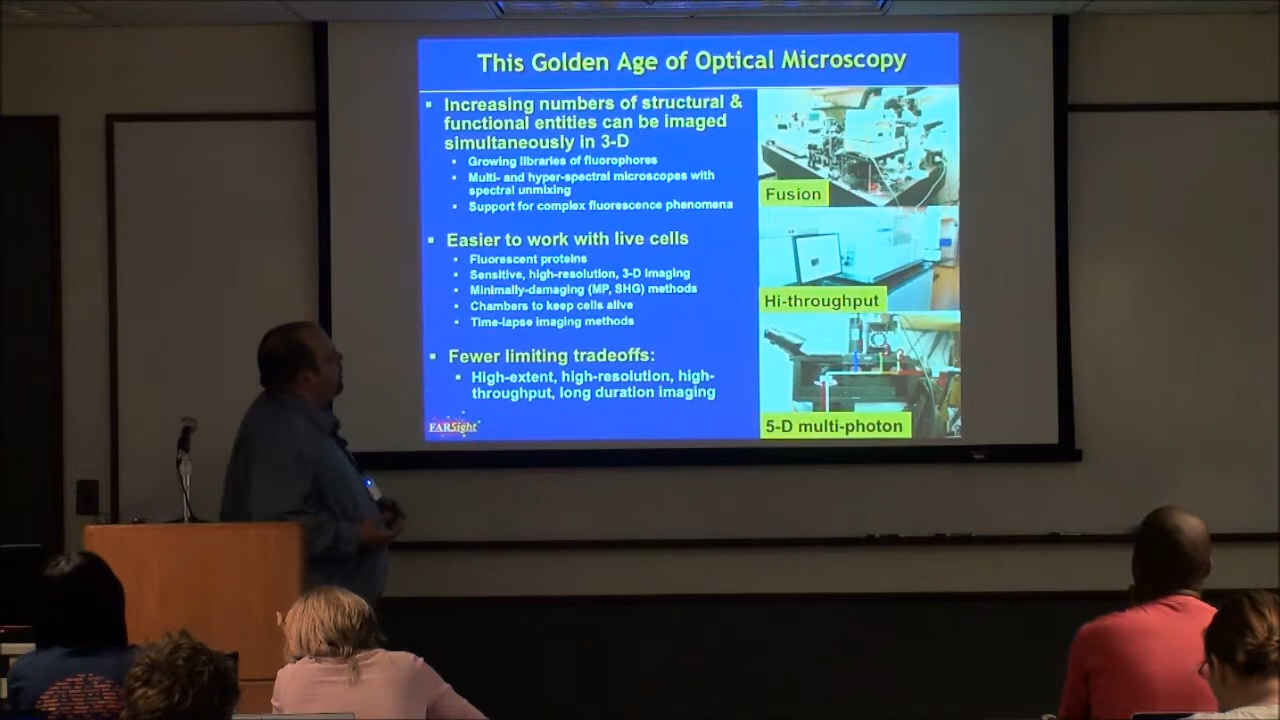 This Golden Age of Optical Microscopy
Increasing numbers of structural &
functional entities can be imaged
simultaneously in 3-D
Growing libraries of fluorophores
Multi- and hyper-spectral microscopes with
spectral unmixing
Support for complex fluorescence phenomena
Easier to work with live cells
Fluorescent proteins
Sensitive, high-resolution, 3-D imaging
Minimally-damaging (MP, SHG) methods
Chambers to keep cells alive
Time-lapse imaging methods
Fewer limiting tradeoffs:
High-extent, high-resolution, high-
throughput, long duration imaging
FARSight
Fusion
Hi-throughput
5-D multi-photon